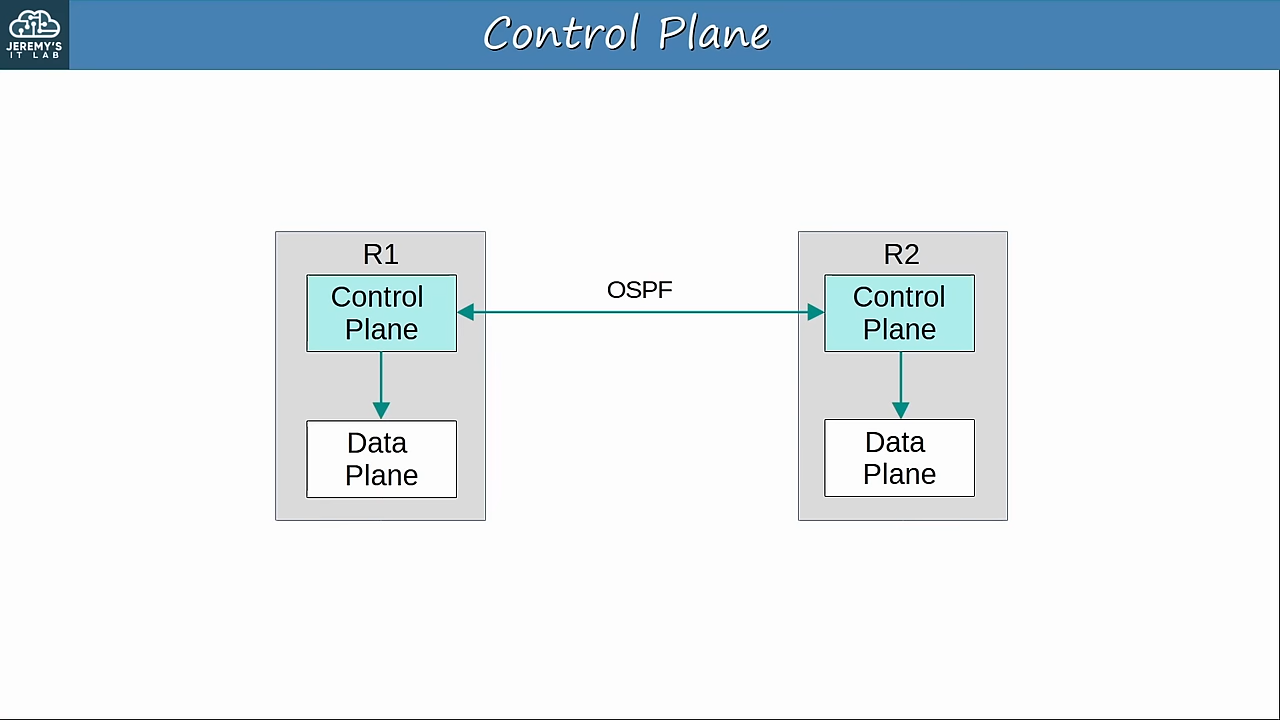 JEREMY'S
IT LAB
Control Plane
R1
Control
Plane
Data
Plane
OSPF
R2
Control
Plane
Data
Plane